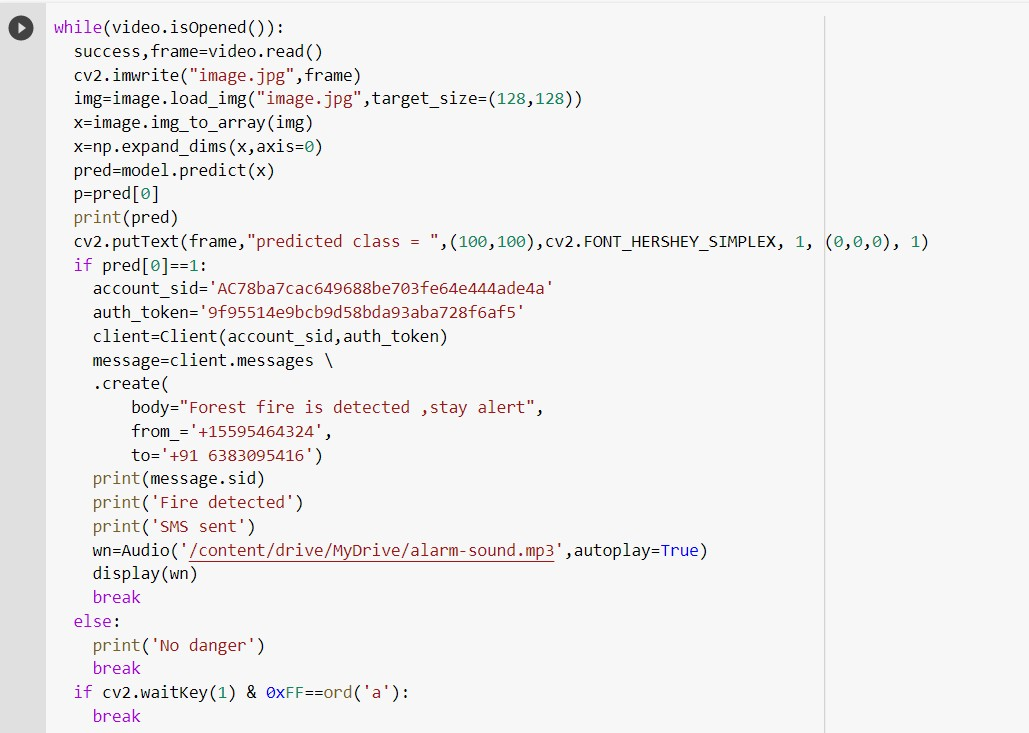 while(video.isOpened()):
success,frame=video.read()
cv2.imwrite("image.jpg",frame)
img=image.load_img("image.jpg",target_size=(128,128))
x=image.img_to_array(img)
x=np.expand_dims(x,axis=0)
pred=model.predict(x)
p=pred[0]
print(pred)
cv2.putText(frame,"predicted class = ",(100,100),cv2.FONT_HERSHEY_SIMPLEX, 1, (0,0,0), 1)
if pred[0]==1:
account_sid='AC78ba7cac649688be703fe64e444ade4a'
auth_token='9f95514e9bcb9d58bda93aba728f6af5'
client=Client(account_sid,auth_token)
message=client.messages \
.create(
body="Forest fire is detected ,stay alert",
from_='+15595464324',
to='+91 6383095416')
print(message.sid)
print('Fire detected')
print('SMS sent')
wn=Audio('/content/drive/MyDrive/alarm-sound.mp3',autoplay=True)
display(wn)
break
else:
print('No danger')
break
if cv2.waitKey(1) & 0xFF==ord('a'):
break